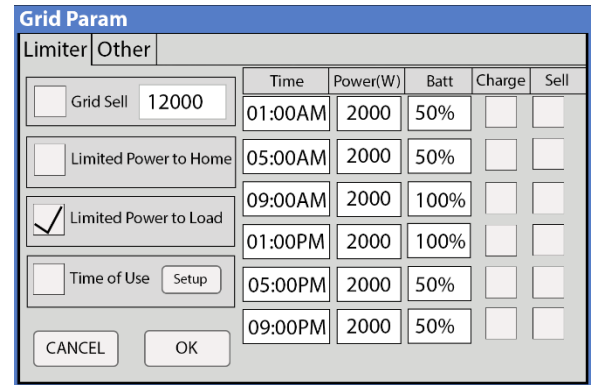 Grid Param
Limiter Other
Time Power(W) Batt Charge Sell
Grid Sell 12000
01:00AM 2000 50%
Limited Power to Home
05:00AM 2000 50%
Limited Power to Load
09:00AM 2000 100%
01:00PM 2000 100%
Time of Use Setup
05:00PM 2000 50%
09:00PM 2000 50%
CANCEL OK